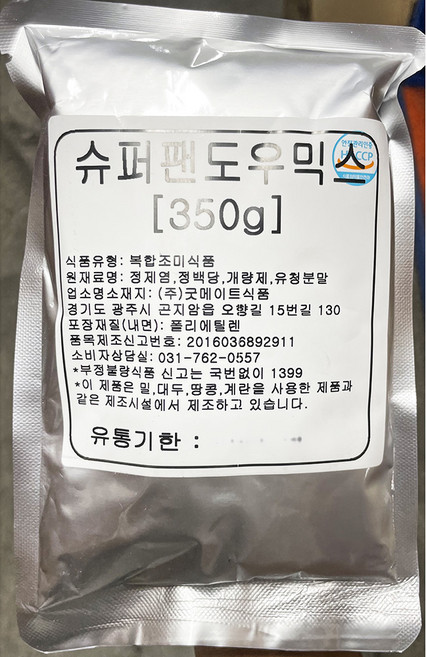 슈퍼팬도우믹스
[350g]
안전관리인증
HACCP
식품유형: 복합조미식품
원재료명: 정제염,정백당,개량제,유청분말
업소명소재지: (주)굿메이트식품
경기도 광주시 곤지암읍 오향길 15번길 130
포장재질(내면): 폴리에틸렌
품목제조신고번호: 2016036892911
소비자상담실: 031-762-0557
*부정불량식품 신고는 국번없이 1399
*이 제품은 밀,대두,땅콩,계란을 사용한 제품과
같은 제조시설에서 제조하고 있습니다.
유통기한 :